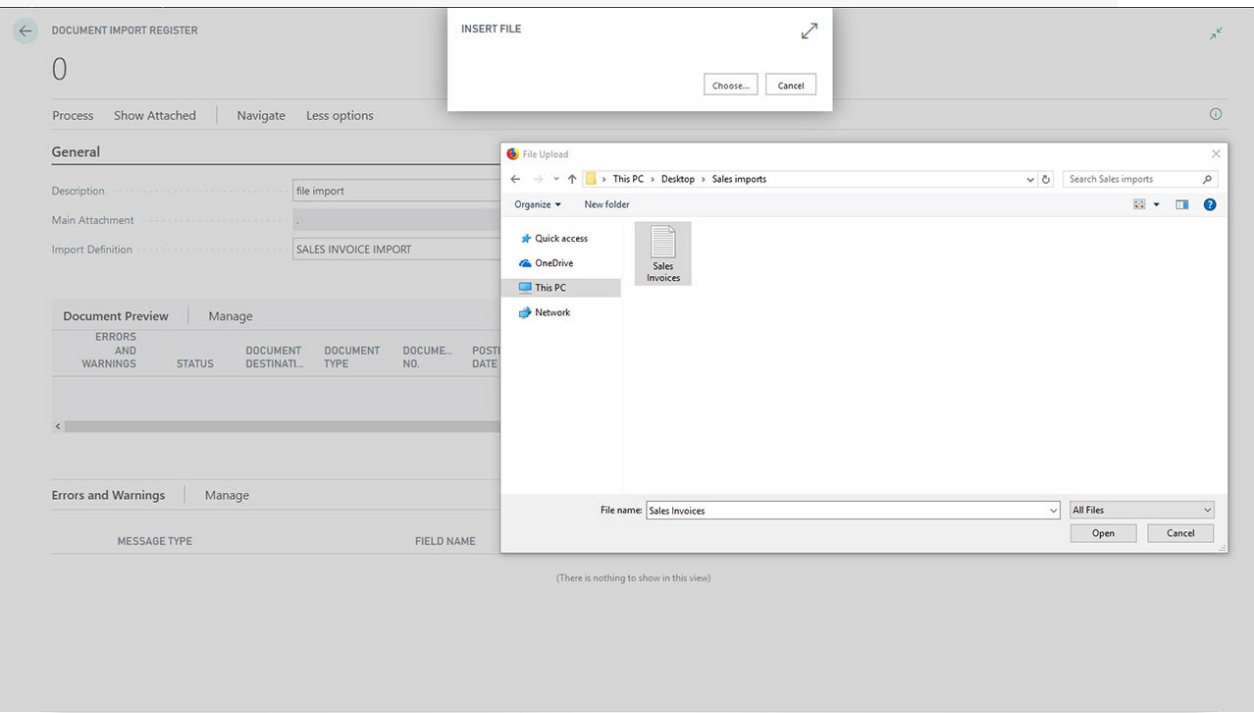 DOCUMENT IMPORT REGISTER
0
INSERT FILE
Choose...
Cancel
Process Show Attached Navigate Less options
General
Description file import
Main Attachment .
Import Definition SALES INVOICE IMPORT
Document Preview Manage
ERRORS
AND
WARNINGS
STATUS
DOCUMENT
DESTINATI...
DOCUMENT
TYPE
DOCUME...
NO.
DATE
Errors and Warnings Manage
MESSAGE TYPE FIELD NAME
(There is nothing to show in this view)
File Upload
This PC > Desktop > Sales imports
Search Sales imports
Organize New folder
Quick access
OneDrive
This PC
Network
Sales
Invoices
File name: Sales Invoices
All Files
Open Cancel